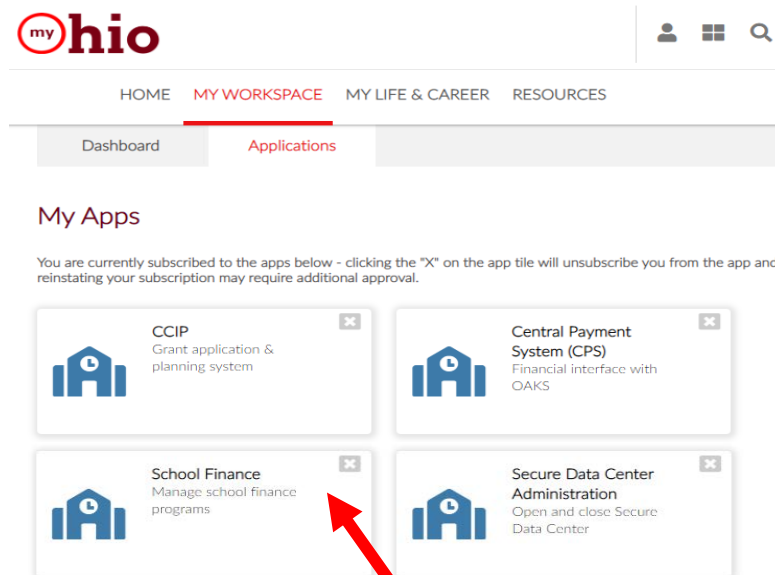 my hio
HOME MY WORKSPACE MY LIFE & CAREER RESOURCES
Dashboard Applications
My Apps
You are currently subscribed to the apps below - clicking the "X" on the app tile will unsubscribe you from the app and
reinstating your subscription may require additional approval.
CCIP
Grant application &
planning system
Central Payment
System (CPS)
Financial interface with
OAKS
School Finance
Manage school finance
programs
Secure Data Center
Administration
Open and close Secure
Data Center